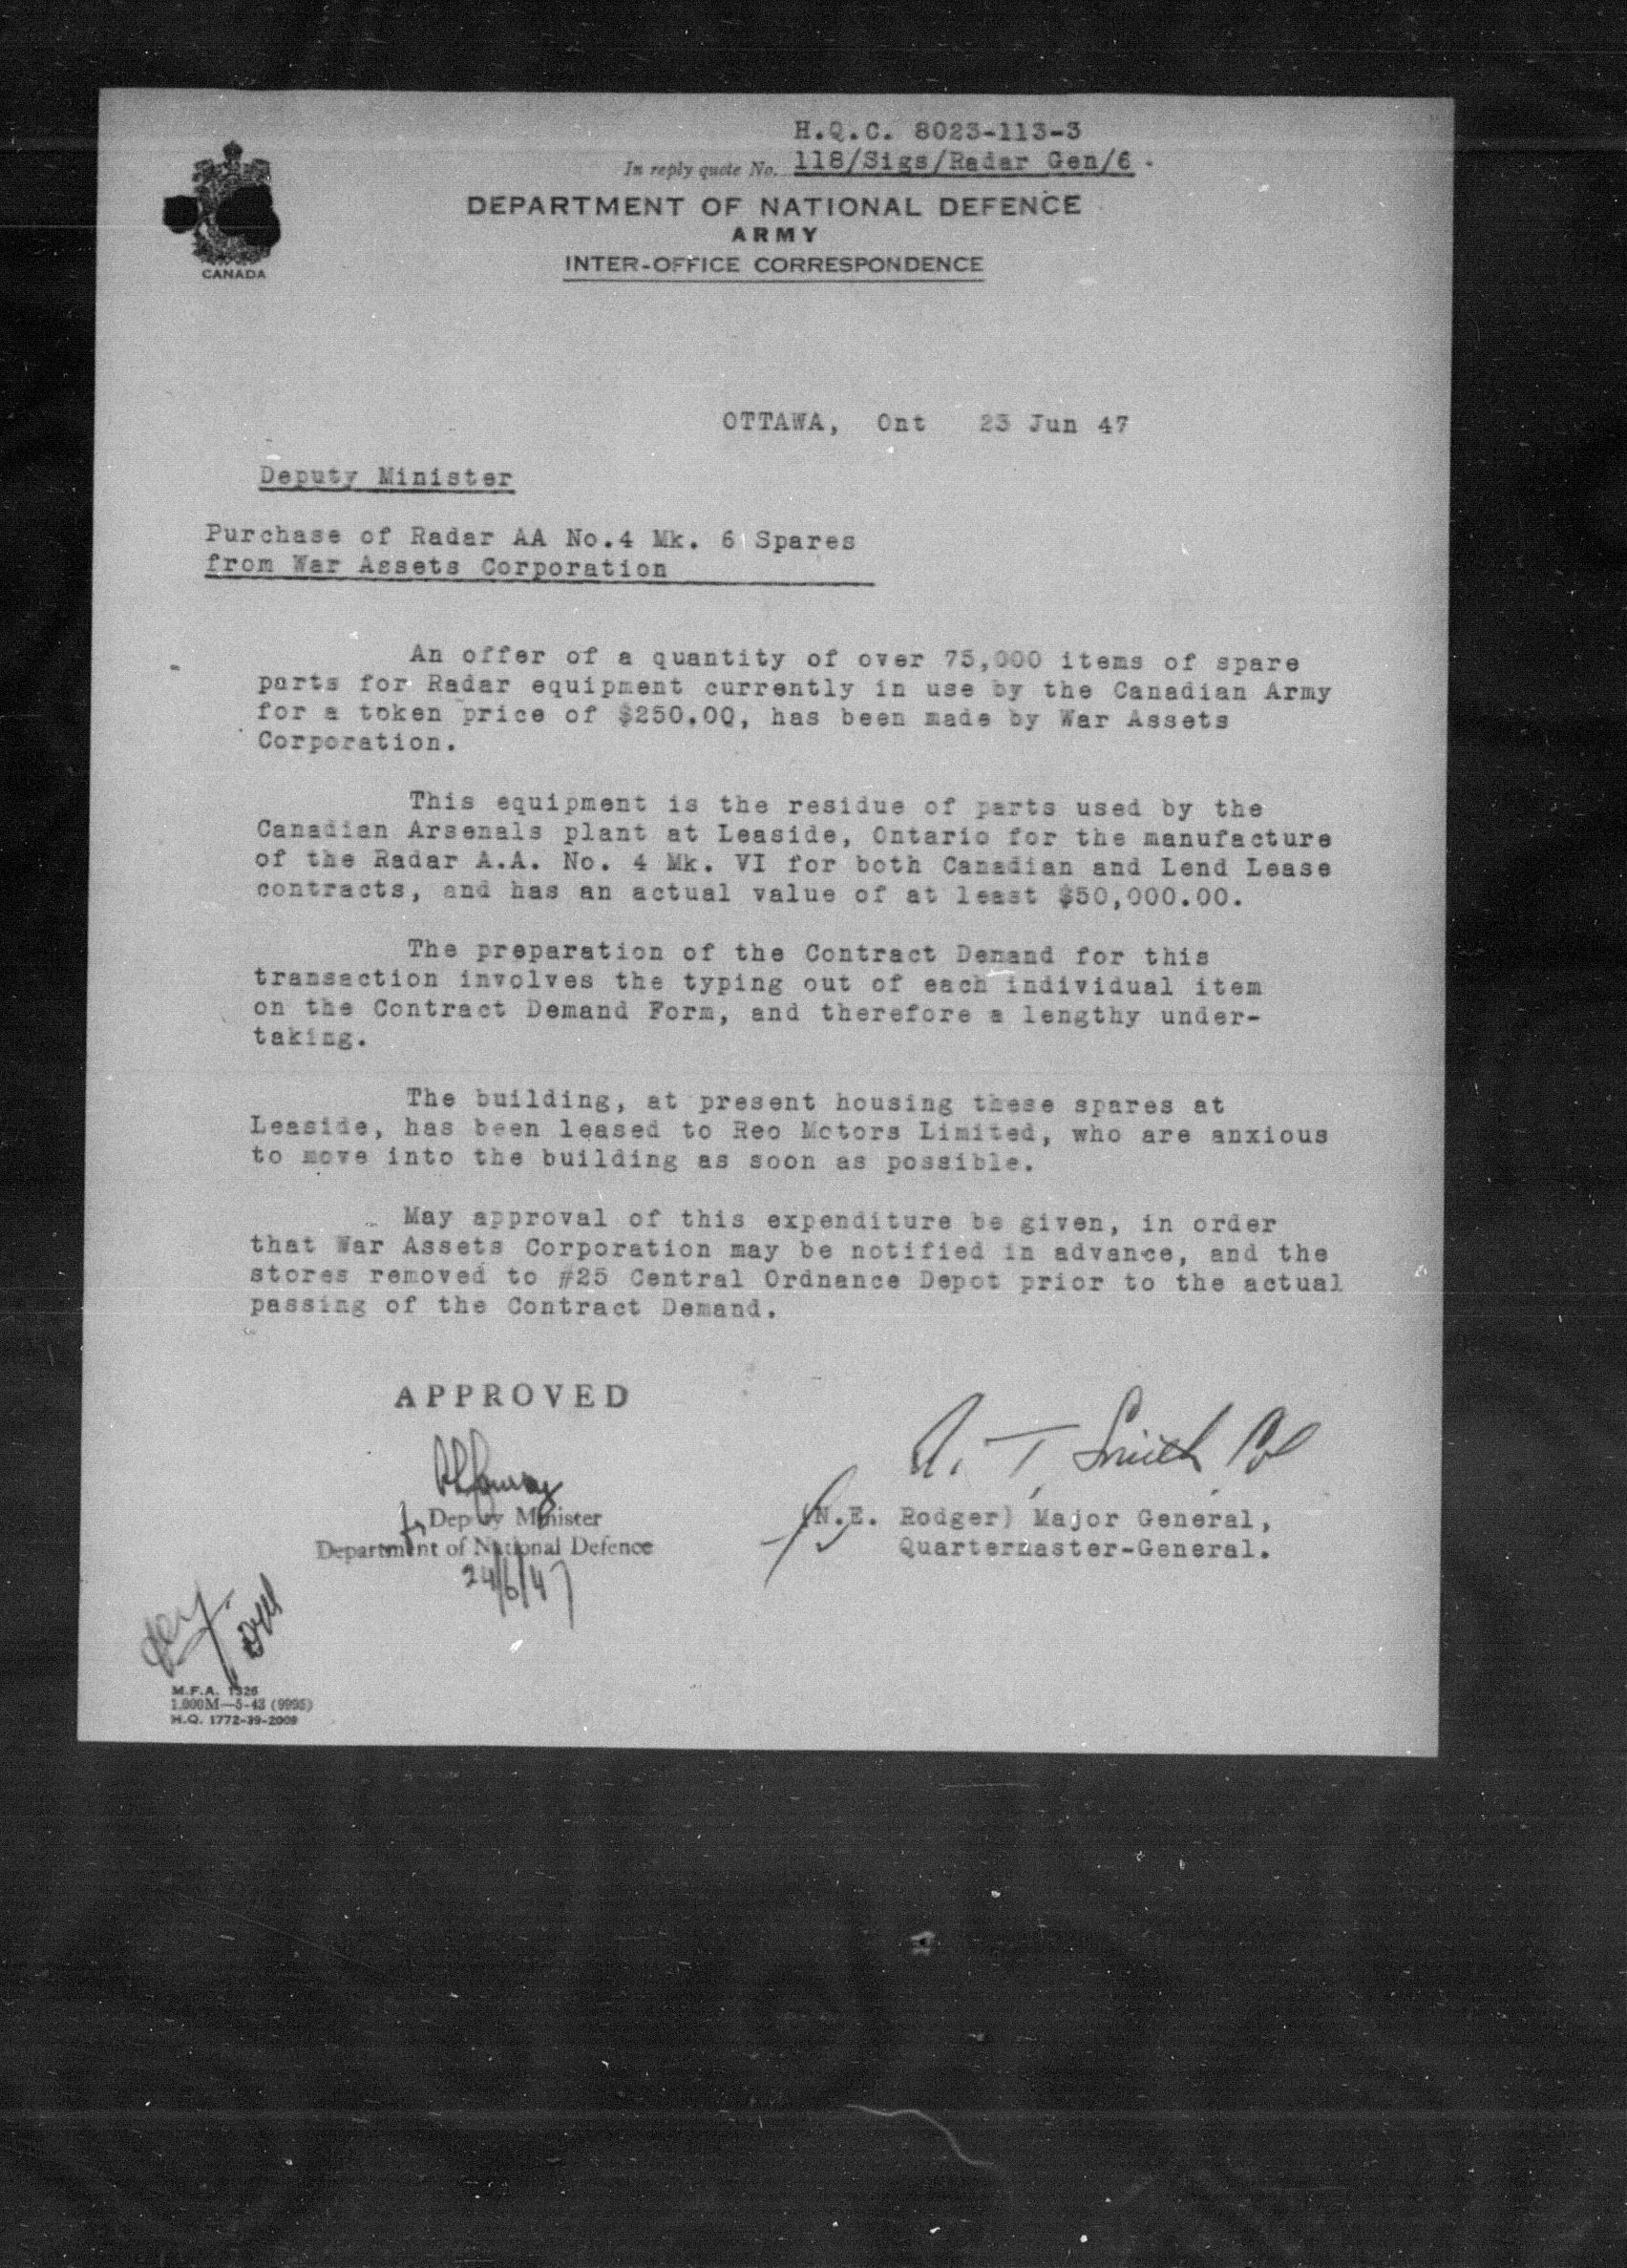 H.Q.C. 8023-113-3
In reply quote No. 118/Sigs/Radar Gen/6.
DEPARTMENT OF NATIONAL DEFENCE
ARMY
INTER-OFFICE CORRESPONDENCE
CANADA
OTTAWA, Ont 23 Jun 47
Deputy Minister
Purchase of Radar AA No.4 Mk. 6 Spares
from War Assets Corporation
An offer of a quantity of over 75,000 items of spare
parts for Radar equipment currently in use by the Canadian Army
for a token price of $250.00, has been made by War Assets
Corporation.
This equipment is the residue of parts used by the
Canadian Arsenals plant at Leaside, Ontario for the manufacture
of the Radar A.A. No. 4 Mk. VI for both Canadian and Lend Lease
contracts, and has an actual value of at least $50,000.00.
The preparation of the Contract Demand for this
transaction involves the typing out of each individual item
on the Contract Demand Form, and therefore a lengthy under-
taking.
The building, at present housing these spares at
Leaside, has been leased to Reo Motors Limited, who are anxious
to move into the building as soon as possible.
May approval of this expenditure be given, in order
that War Assets Corporation may be notified in advance, and the
stores removed to #25 Central Ordnance Depot prior to the actual
passing of the Contract Demand.
APPROVED
T Smith Col
for Deputy Minister
Department of National Defence
24/6/47
(N.E. Rodger) Major General,
Quartermaster-General.
M.F.A. 1326
1,000M—5-43 (9995)
H.Q. 1772-39-2009